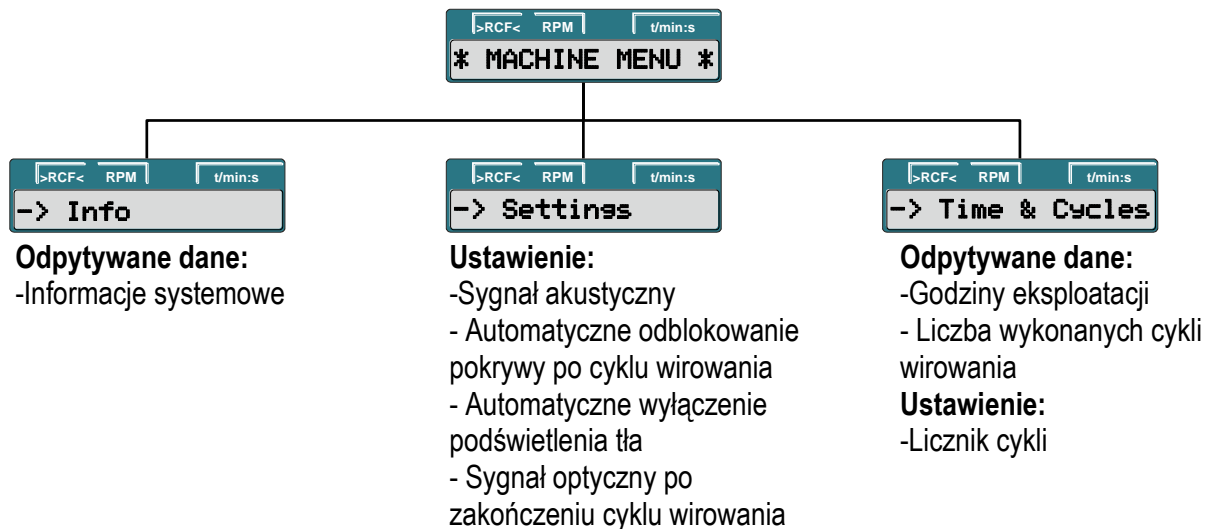 >RCF< RPM t/min:s
* MACHINE MENU *
>RCF< RPM t/min:s
-> Info
Odpytywane dane:
-Informacje systemowe
>RCF< RPM t/min:s
-> Settings
Ustawienie:
-Sygnał akustyczny
- Automatyczne odblokowanie
pokrywy po cyklu wirowania
- Automatyczne wyłączenie
podświetlenia tła
- Sygnał optyczny po
zakończeniu cyklu wirowania
>RCF< RPM t/min:s
-> Time & Cycles
Odpytywane dane:
-Godziny eksploatacji
- Liczba wykonanych cykli
wirowania
Ustawienie:
-Licznik cykli